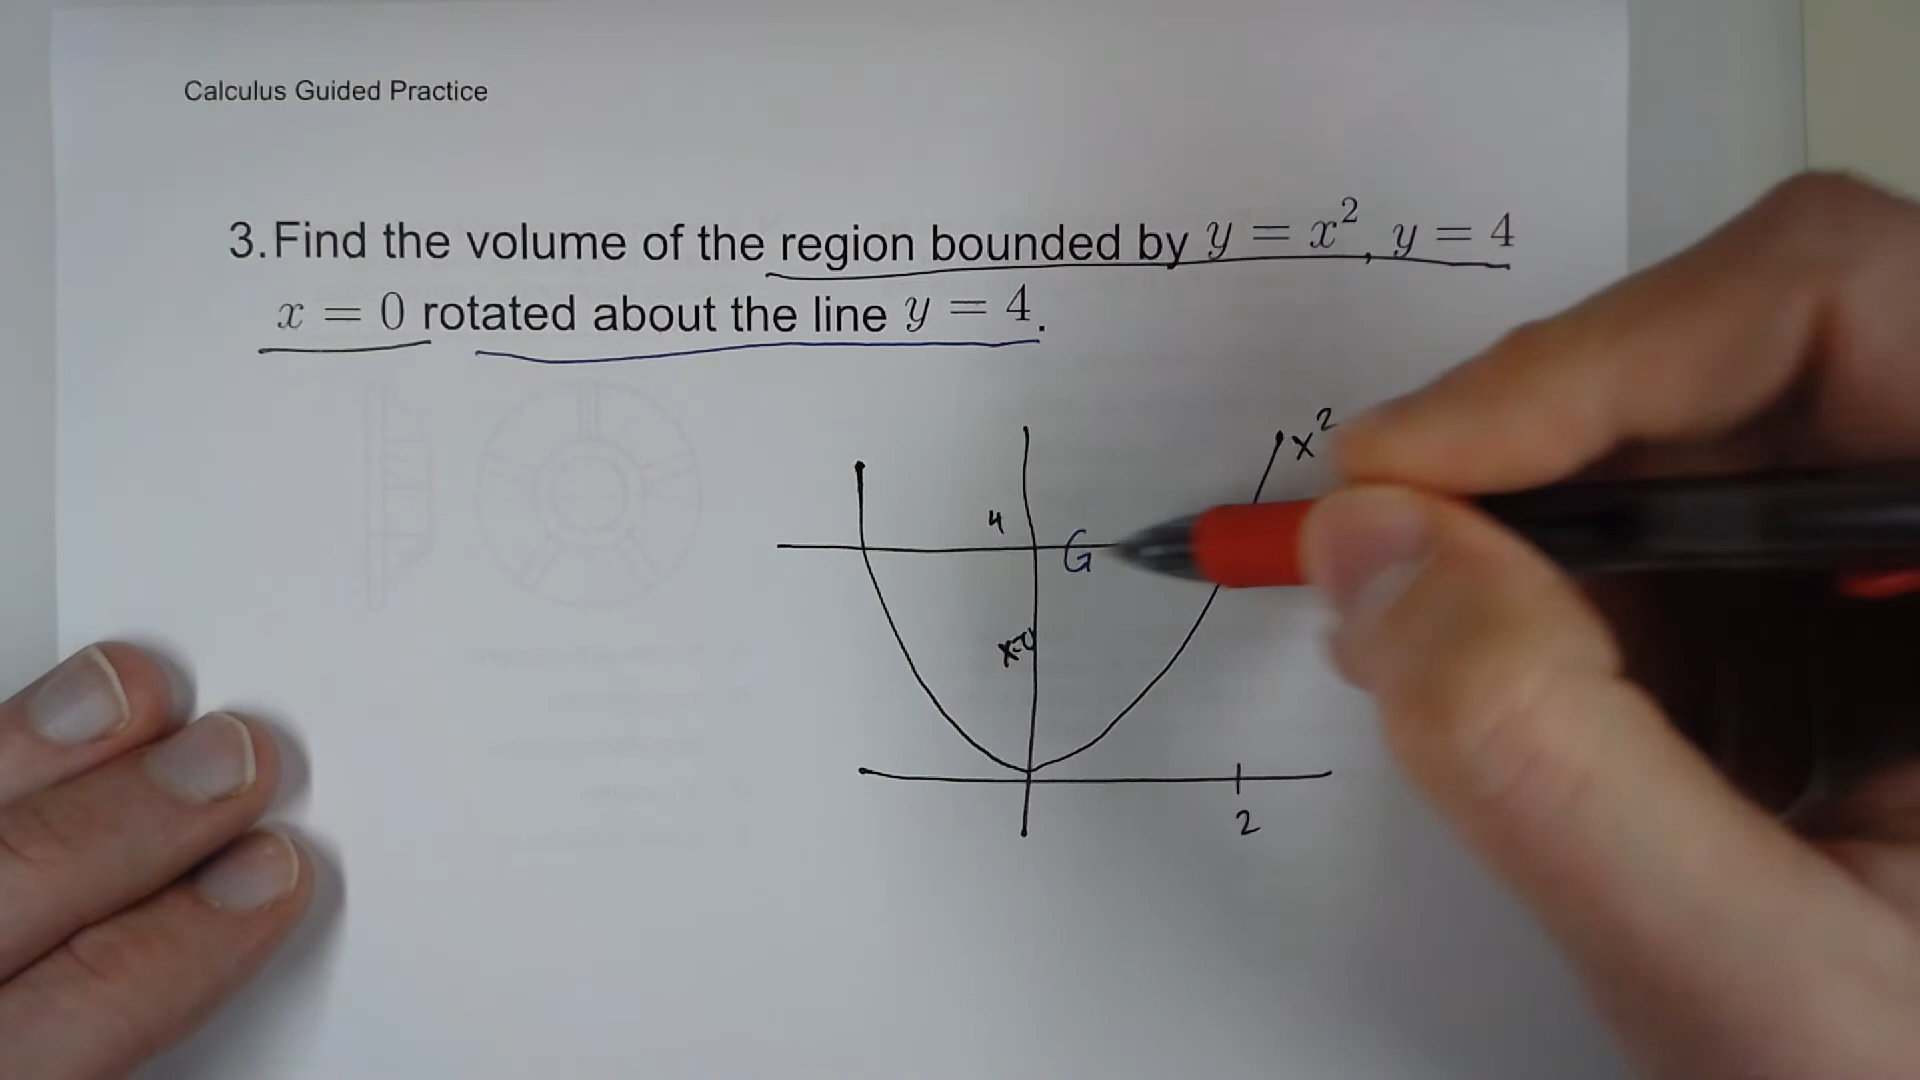 Calculus Guided Practice
3. Find the volume of the region bounded by y = x², y = 4
x = 0 rotated about the line y = 4.
x²
4
G
x=0
2